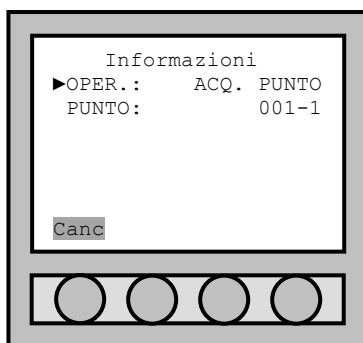 Informazioni
►OPER.: ACQ. PUNTO
PUNTO: 001-1
Canc